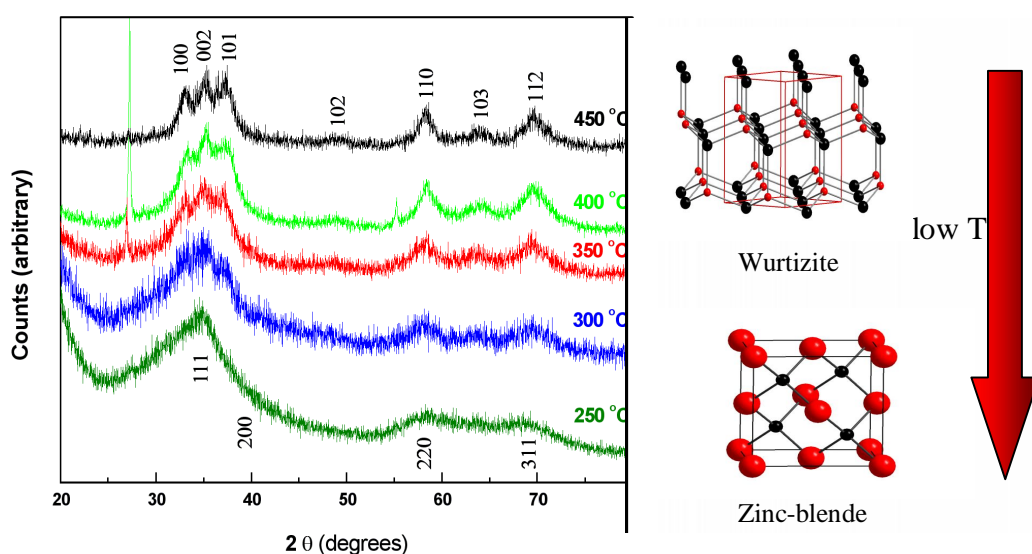 Counts (arbitrary)
100
002
101
102
110
103
112
450 °C
400 °C
350 °C
300 °C
250 °C
111
200
220
311
20
30
40
50
60
70
2 θ (degrees)
Wurtizite
low T
Zinc-blende